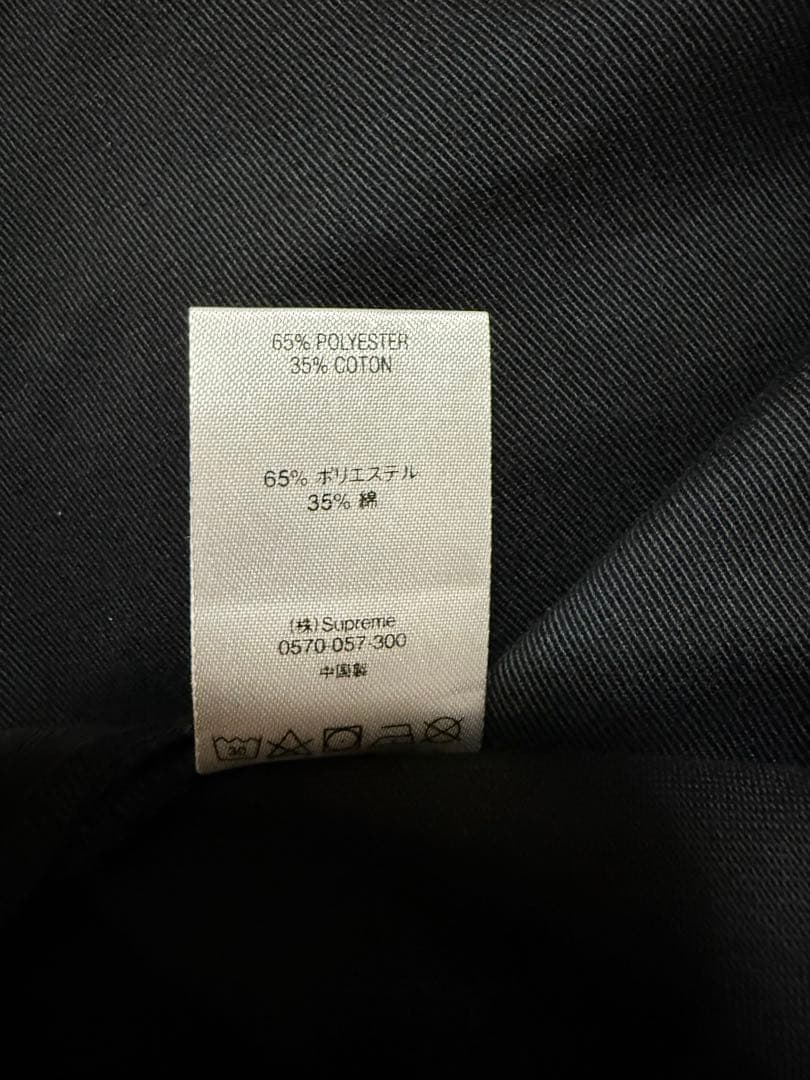 65% POLYESTER
35% COTON
65% ポリエステル
35% 綿
(株)Supreme
0570-057-300
中国製
30